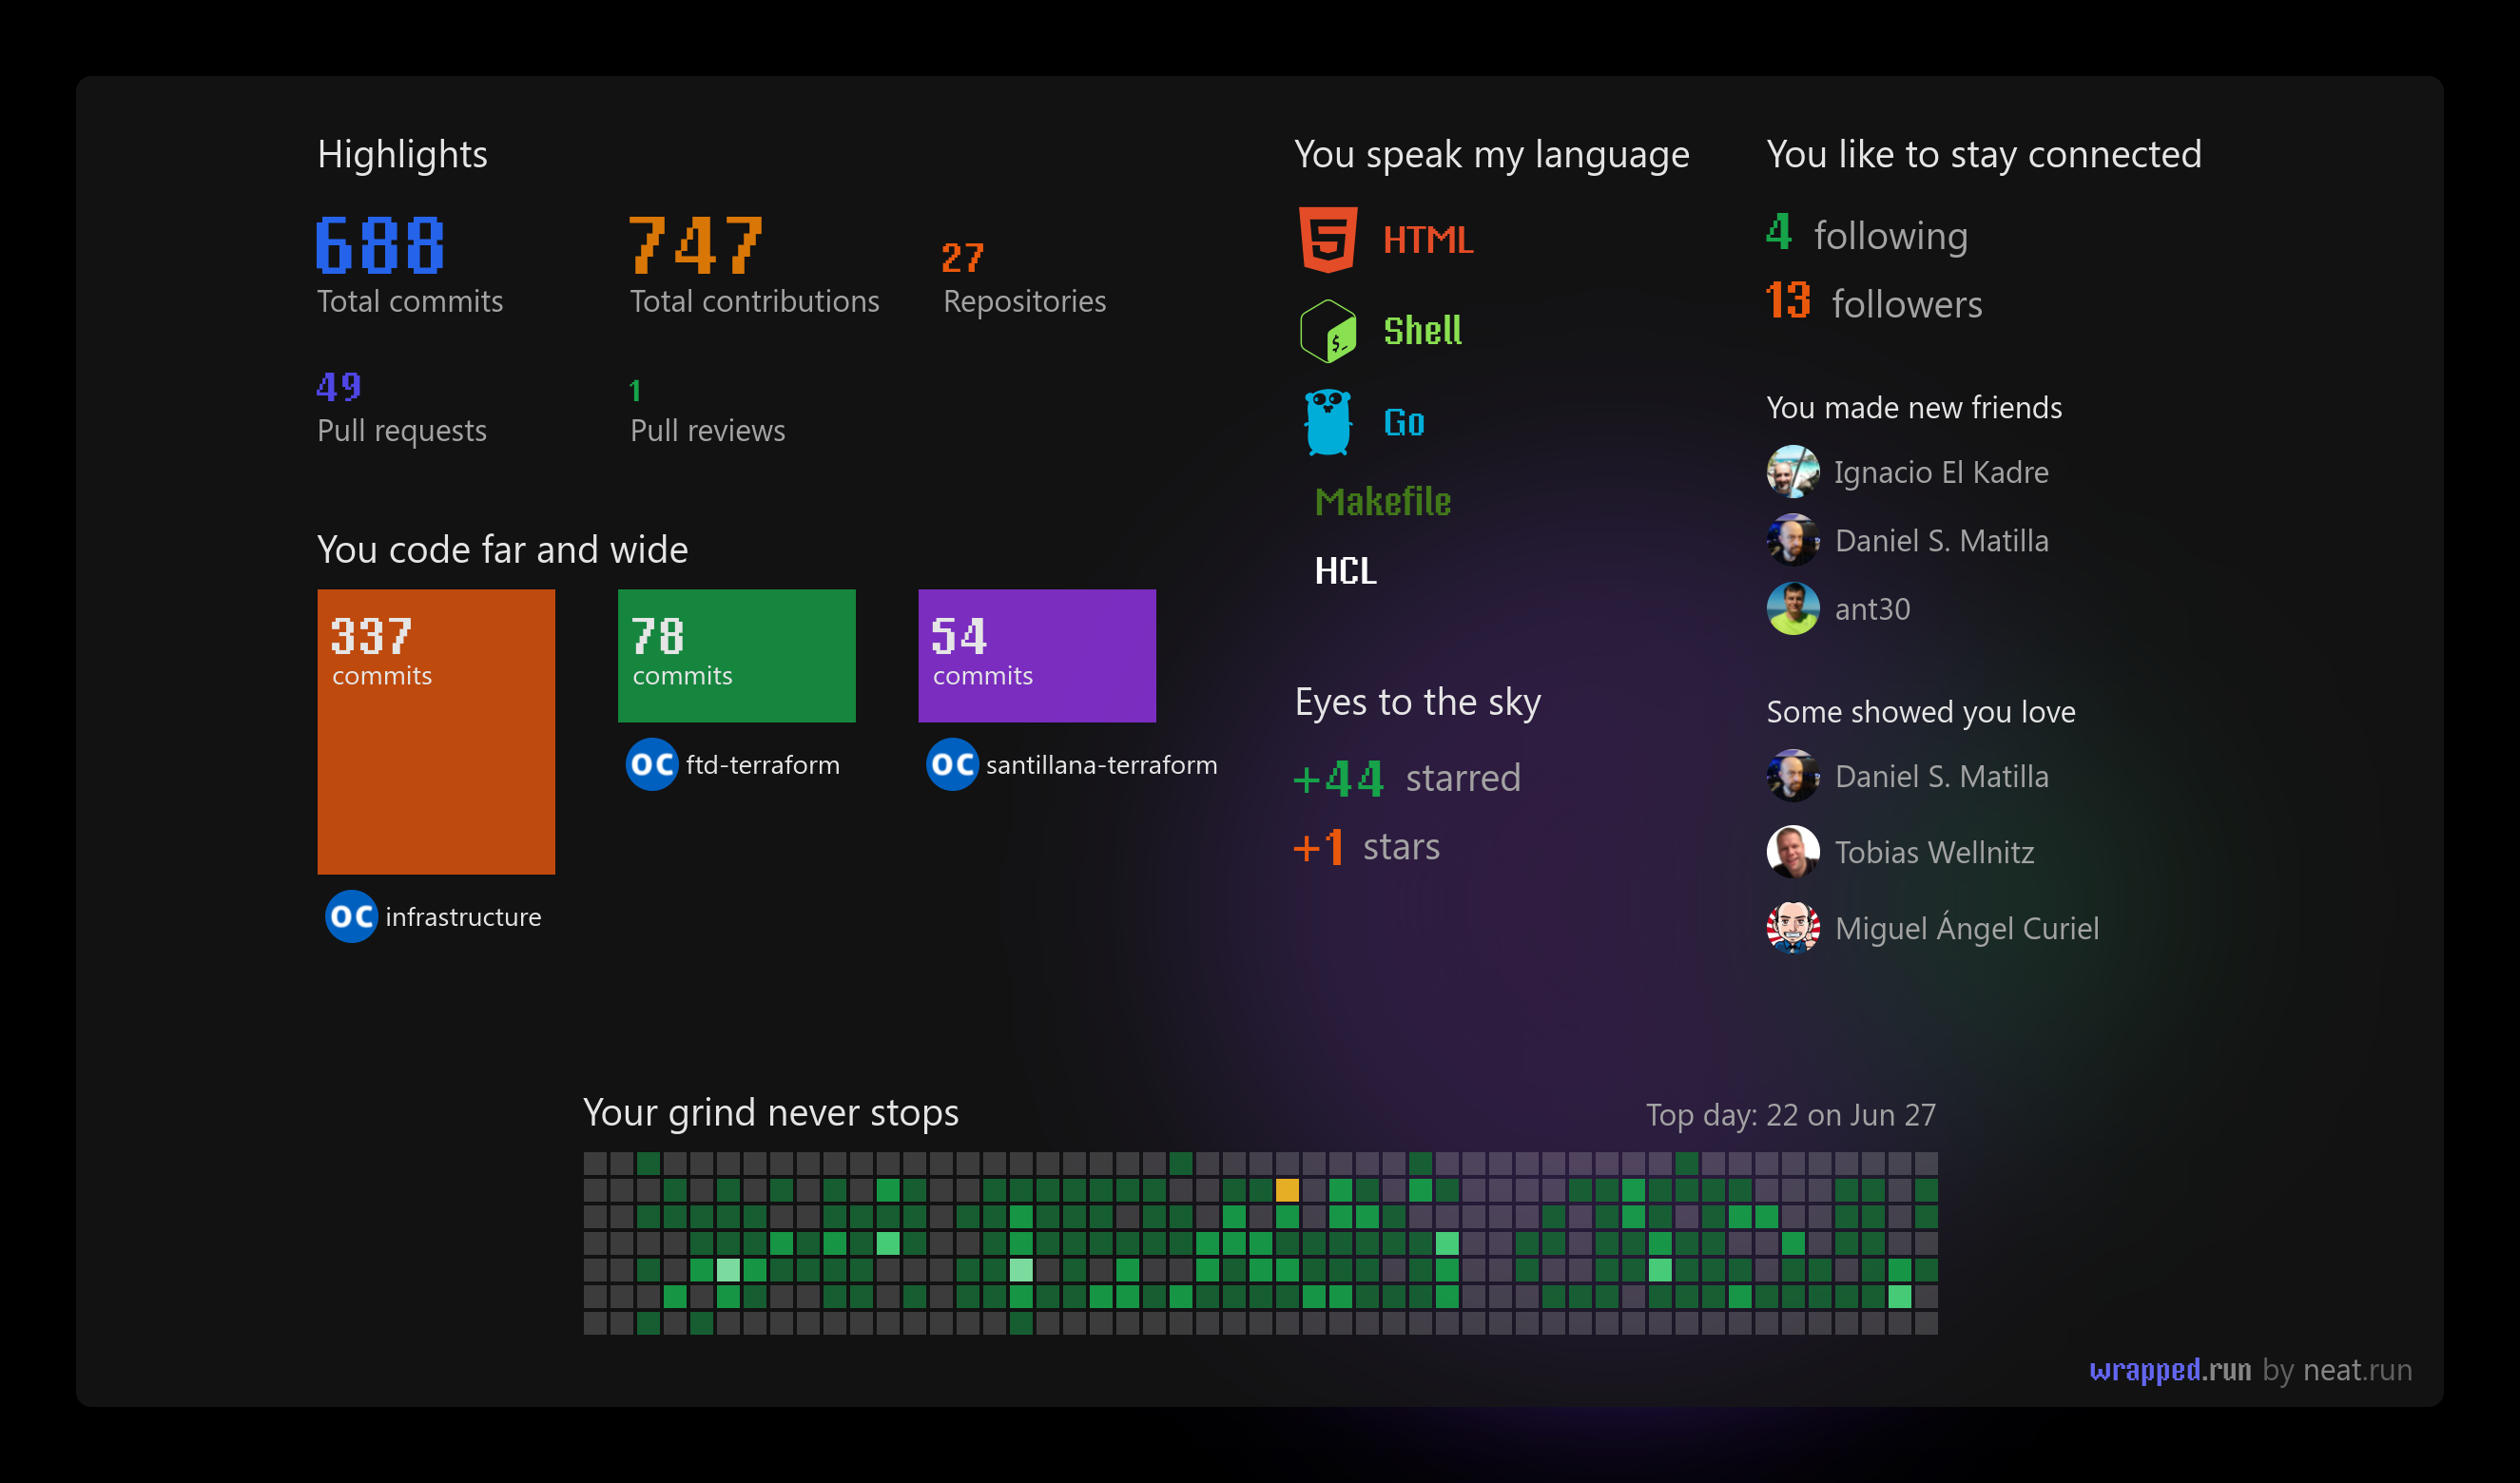 Highlights
688
Total commits
747
Total contributions
27
Repositories
49
Pull requests
1
Pull reviews
You code far and wide
337
commits
oc infrastructure
78
commits
oc ftd-terraform
54
commits
oc santillana-terraform
You speak my language
HTML
$_ Shell
Go
Makefile
HCL
Eyes to the sky
+44 starred
+1 stars
You like to stay connected
4 following
13 followers
You made new friends
Ignacio El Kadre
Daniel S. Matilla
ant30
Some showed you love
Daniel S. Matilla
Tobias Wellnitz
Miguel Ángel Curiel
Your grind never stops
Top day: 22 on Jun 27
wrapped.run by neat.run